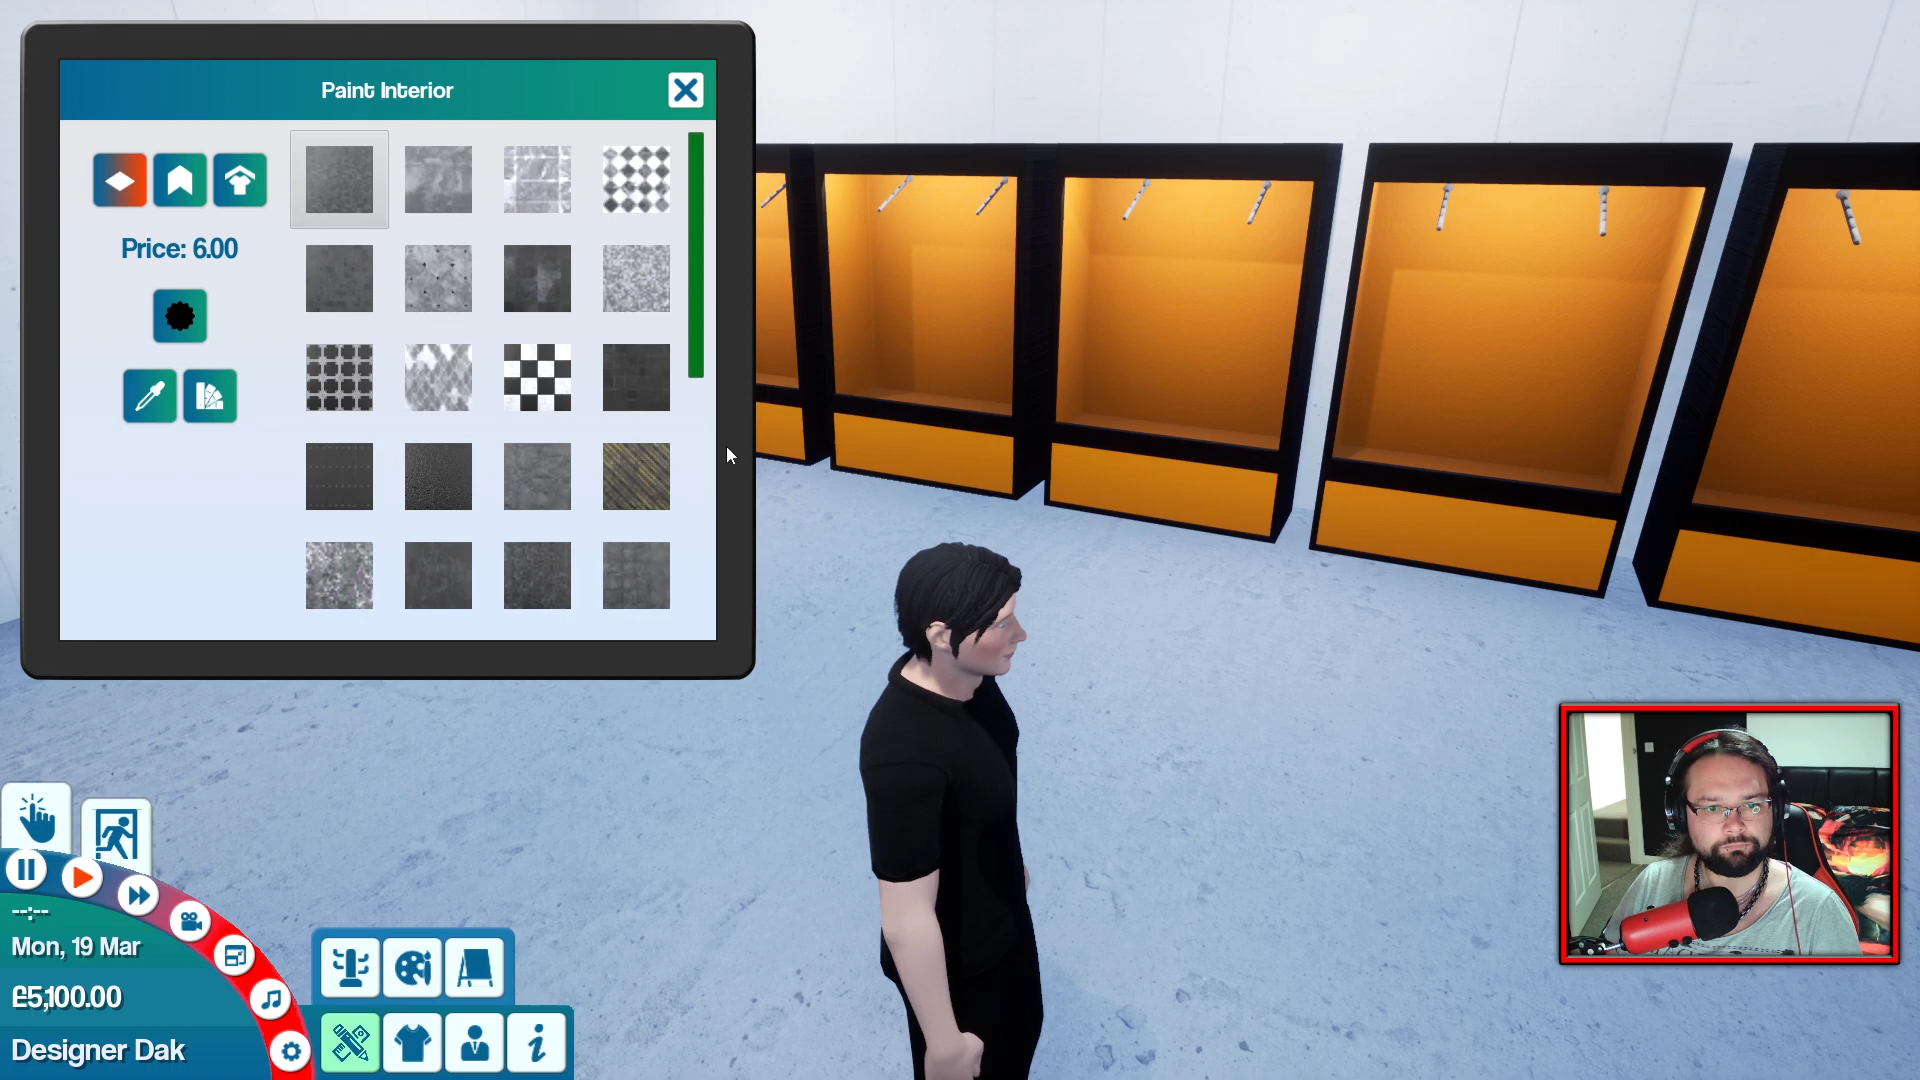 Paint Interior
Price: 6.00
--:--
Mon, 19 Mar
£5,100.00
Designer Dak